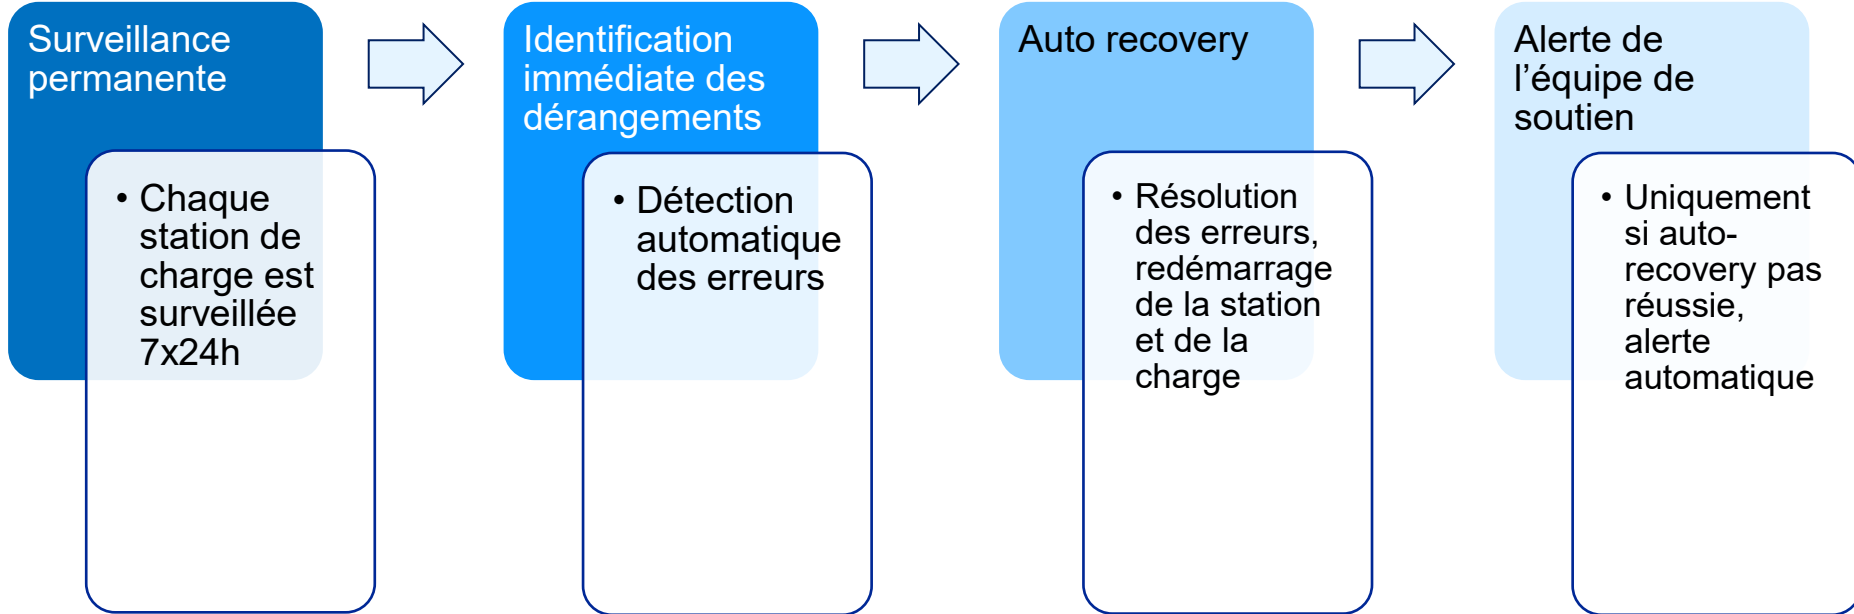 Surveillance
permanente
• Chaque
station de
charge est
surveillée
7x24h
Identification
immédiate des
dérangements
• Détection
automatique
des erreurs
Auto recovery
• Résolution
des erreurs,
redémarrage
de la station
et de la
charge
Alerte de
l’équipe de
soutien
• Uniquement
si auto-
recovery pas
réussie,
alerte
automatique